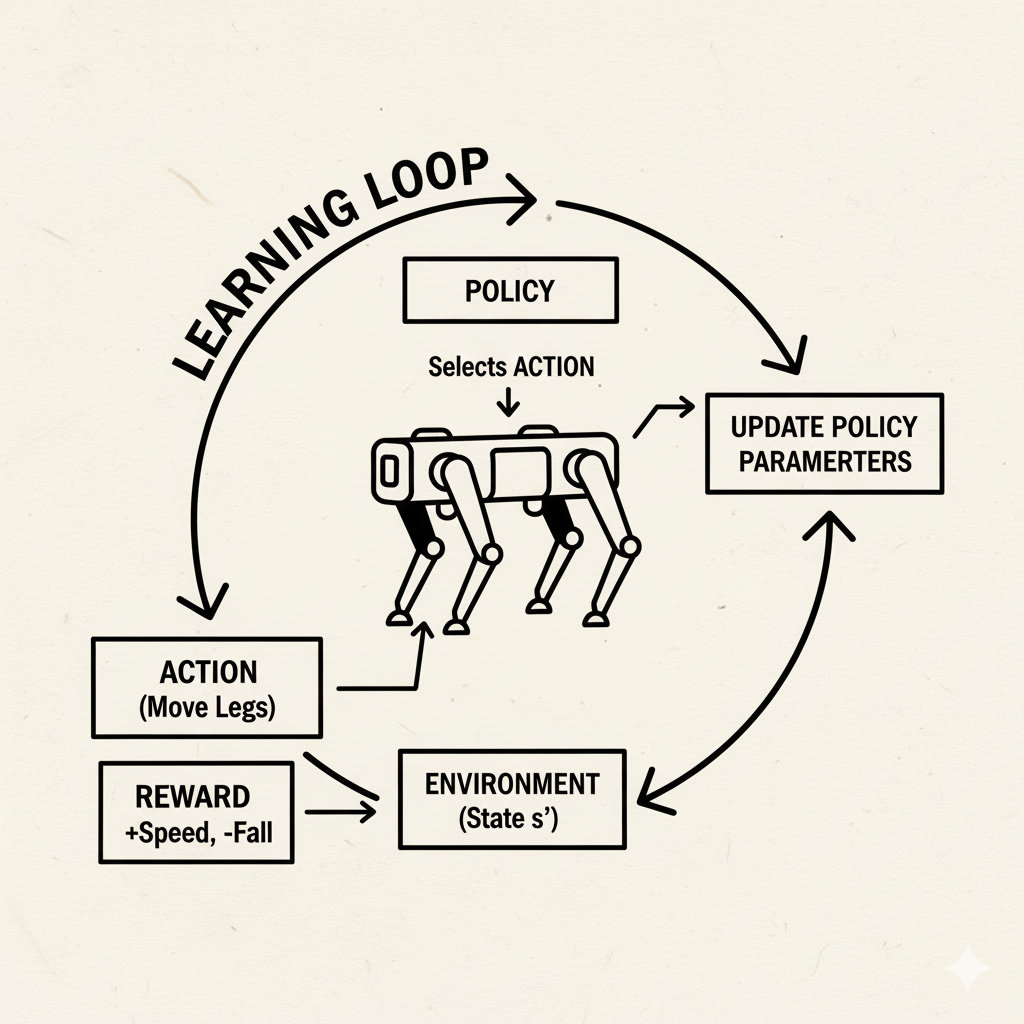 LEARNING LOOP
POLICY
Selects ACTION
UPDATE POLICY
PARAMERTERS
ACTION
(Move Legs)
REWARD
+Speed, -Fall
ENVIRONMENT
(State s’)